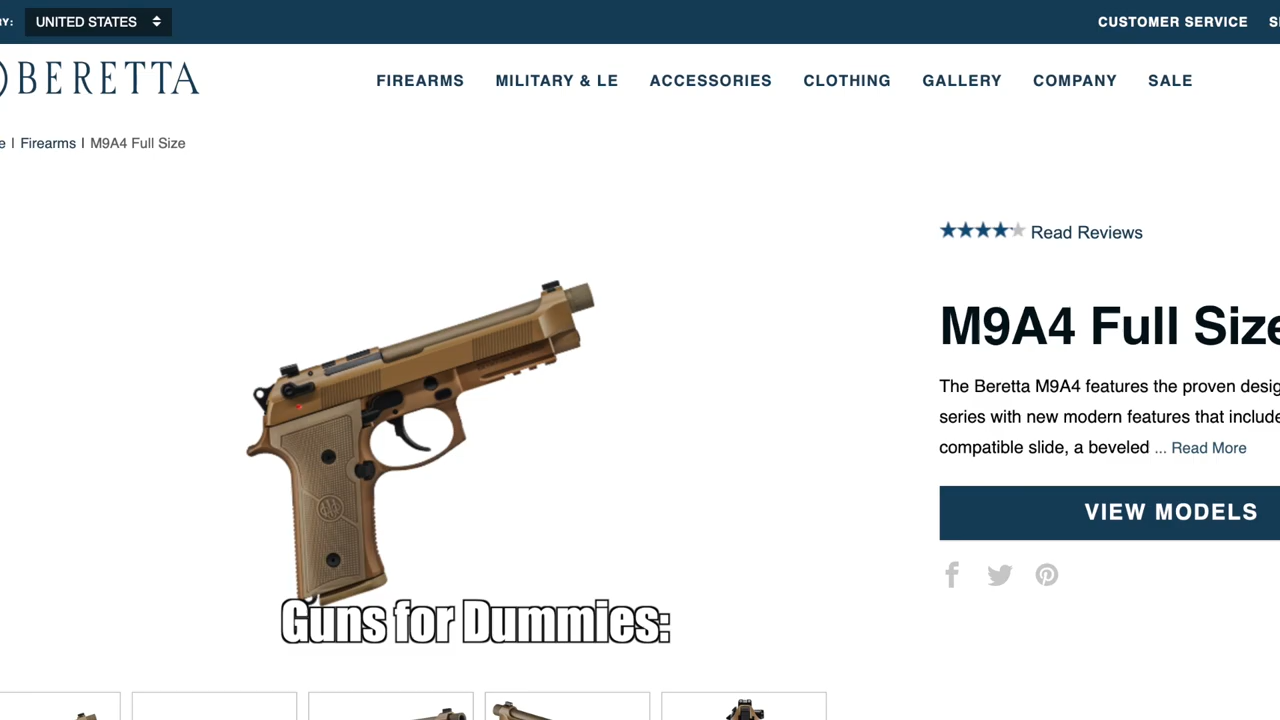 RY: UNITED STATES CUSTOMER SERVICE
BERETTA FIREARMS MILITARY & LE ACCESSORIES CLOTHING GALLERY COMPANY SALE
e | Firearms | M9A4 Full Size
Read Reviews
M9A4 Full Size
The Beretta M9A4 features the proven desig
series with new modern features that include
compatible slide, a beveled ... Read More
VIEW MODELS
Guns for Dummies: